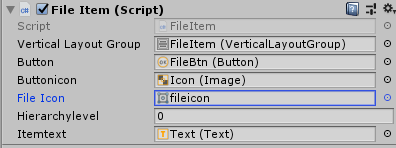 File Item (Script)
Script FileItem
Vertical Layout Group FileItem (VerticalLayoutGroup)
Button FileBtn (Button)
Buttonicon Icon (Image)
File Icon fileicon
Hierarchylevel 0
Itemtext Text (Text)